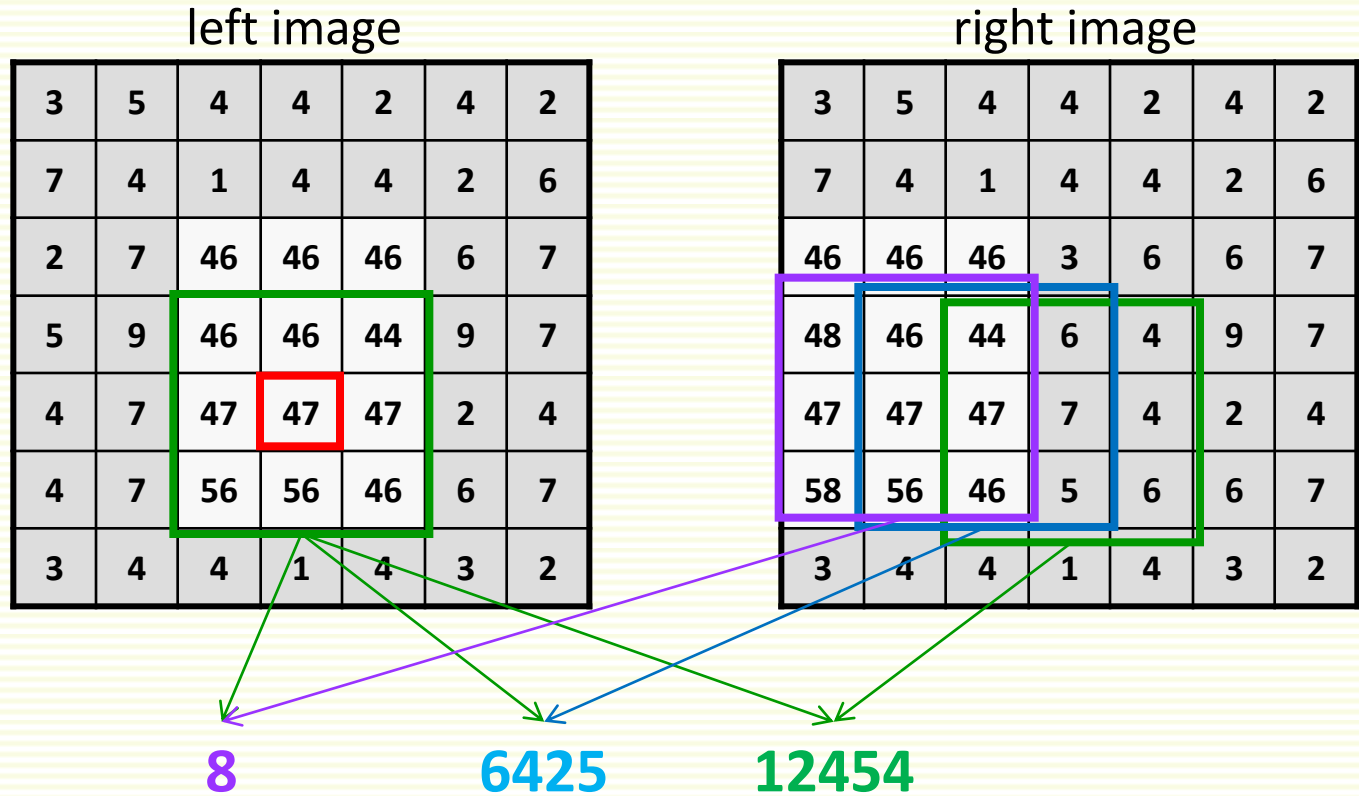 left image right image
3 5 4 4 2 4 2 3 5 4 4 2 4 2
7 4 1 4 4 2 6 7 4 1 4 4 2 6
2 7 46 46 46 6 7 46 46 46 3 6 6 7
5 9 46 46 44 9 7 48 46 44 6 4 9 7
4 7 47 47 47 2 4 47 47 47 7 4 2 4
4 7 56 56 46 6 7 58 56 46 5 6 6 7
3 4 4 1 4 3 2 3 4 4 1 4 3 2
8 6425 12454